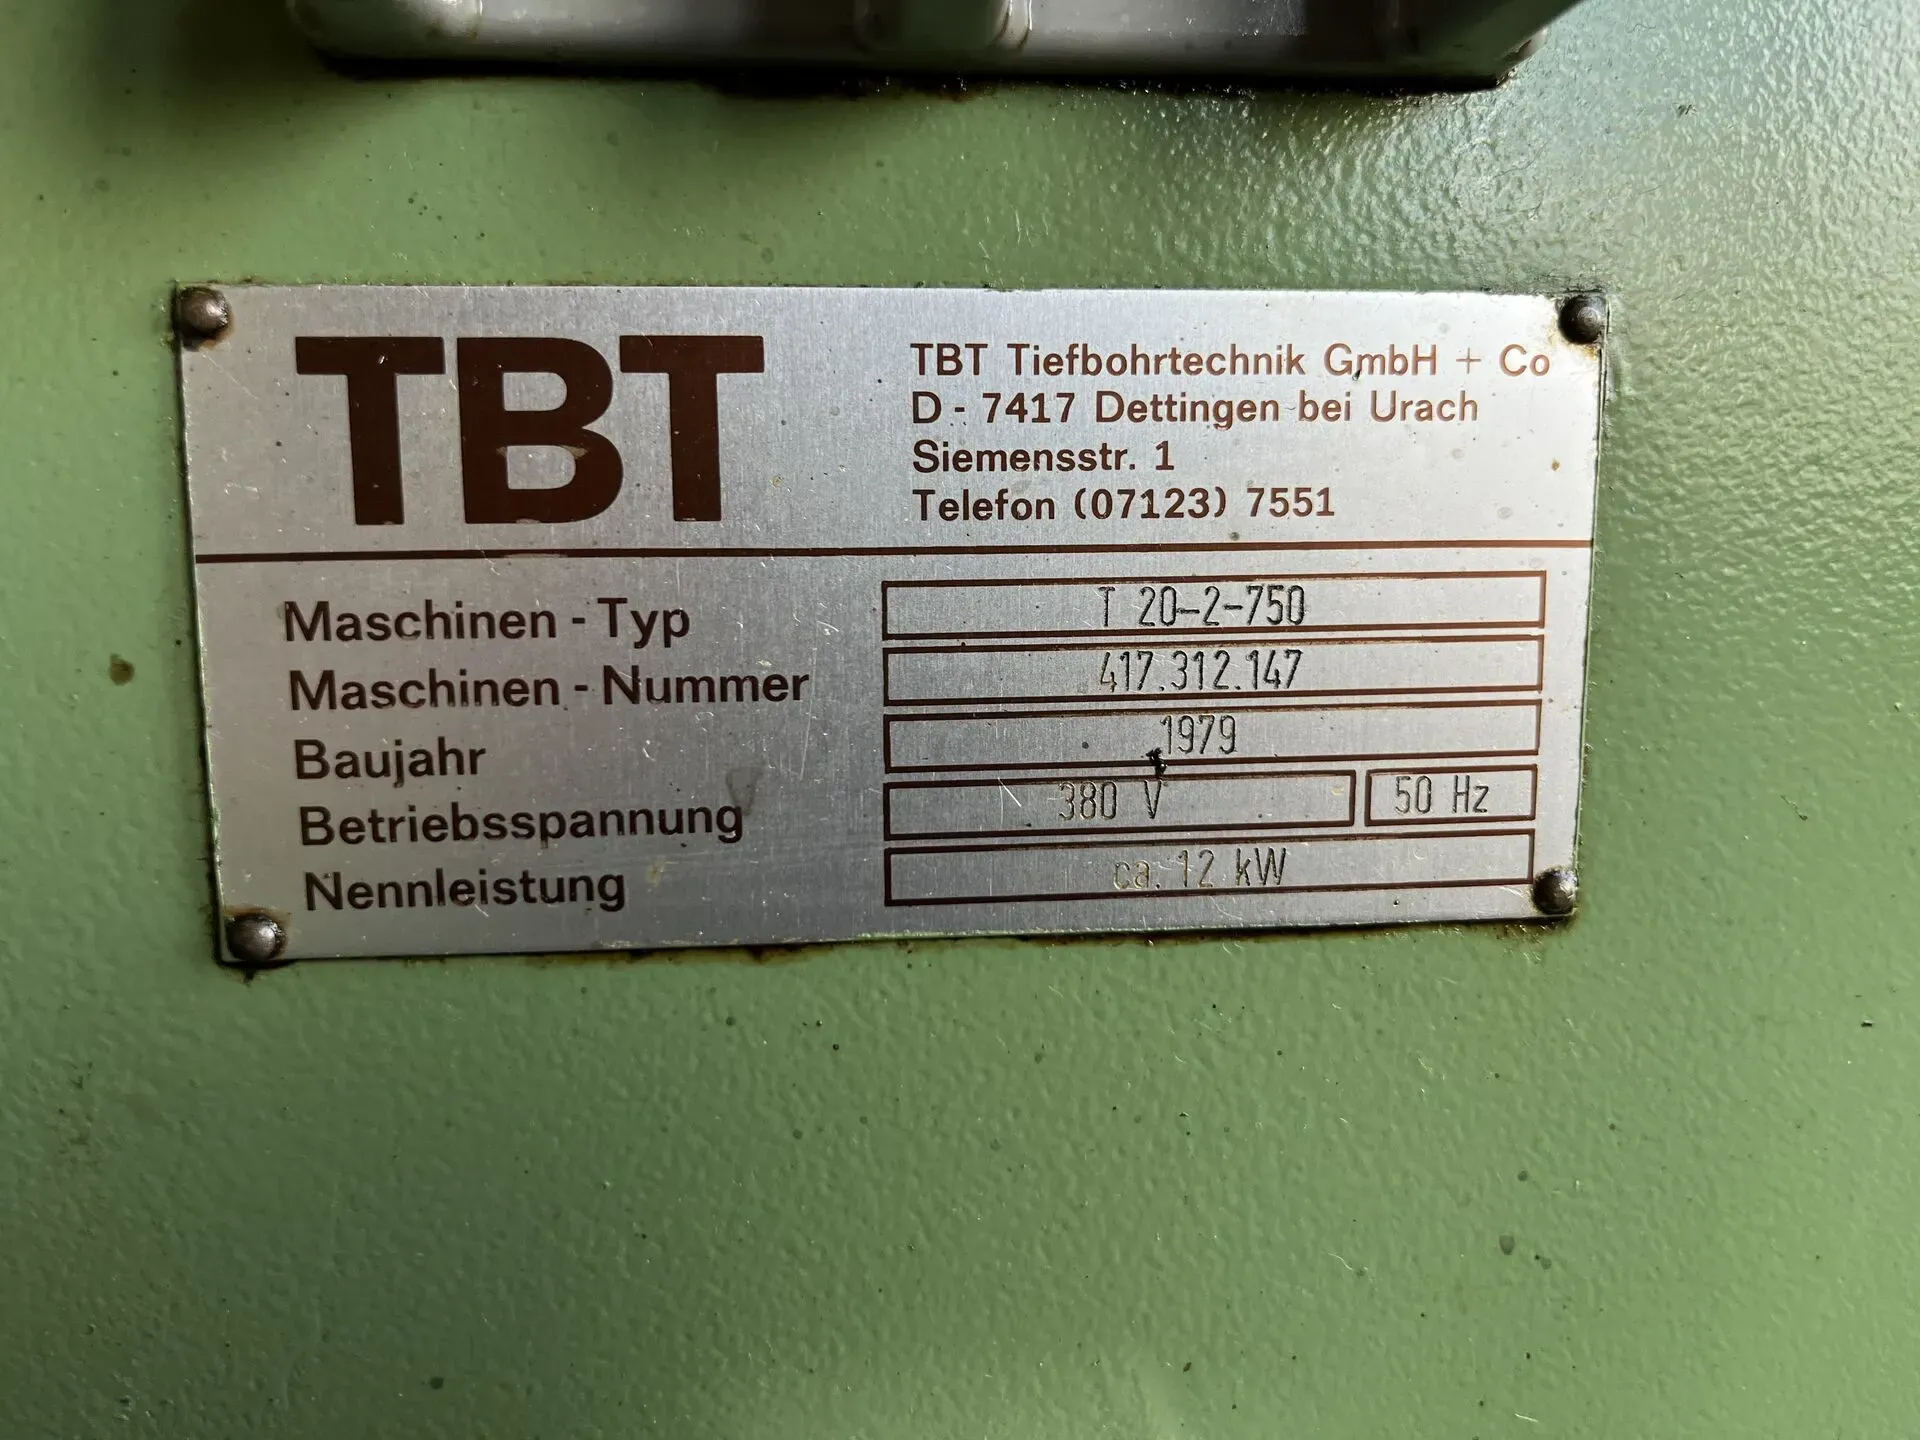 TBT
TBT Tiefbohrtechnik GmbH + Co
D - 7417 Dettingen bei Urach
Siemensstr. 1
Telefon (07123) 7551
Maschinen - Typ T 20-2-750
Maschinen - Nummer 417.312.147
Baujahr 1979
Betriebsspannung 380 V 50 Hz
Nennleistung ca. 12 kW